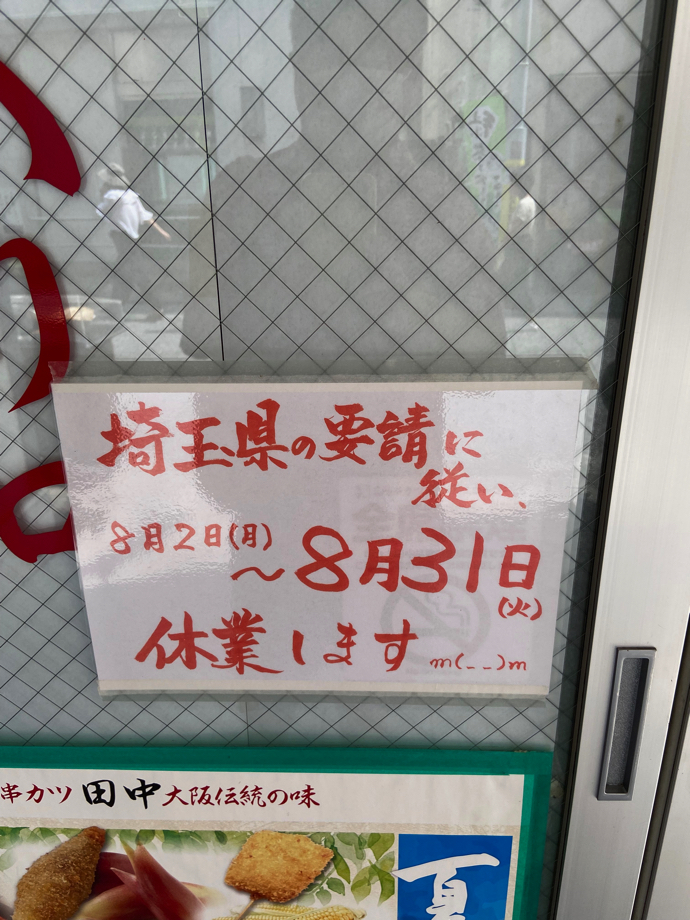 埼玉県の要請に
従い、
8月2日(月)
～8月31日
(火)
休業します m(_ _)m
串カツ 田中 大阪伝統の味
夏